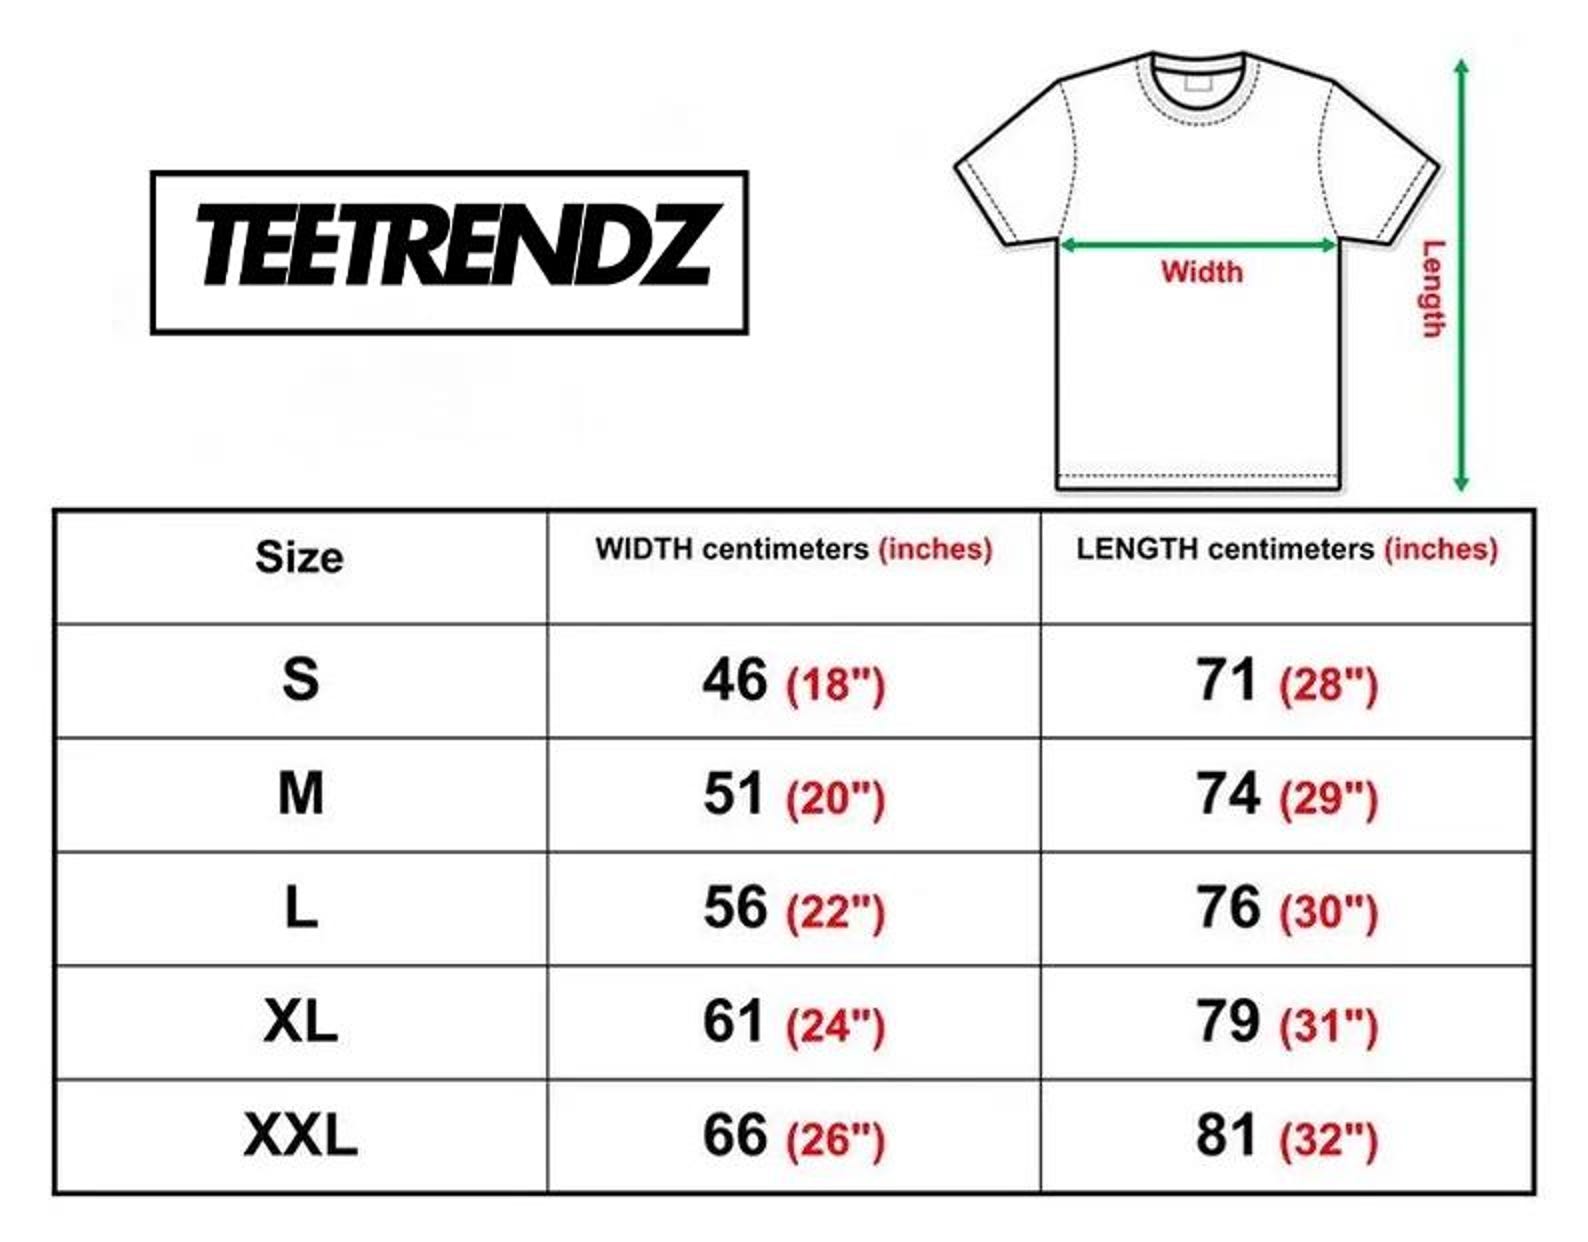 TEETRENDZ
Width
Length
Size WIDTH centimeters (inches) LENGTH centimeters (inches)
S 46 (18") 71 (28")
M 51 (20") 74 (29")
L 56 (22") 76 (30")
XL 61 (24") 79 (31")
XXL 66 (26") 81 (32")